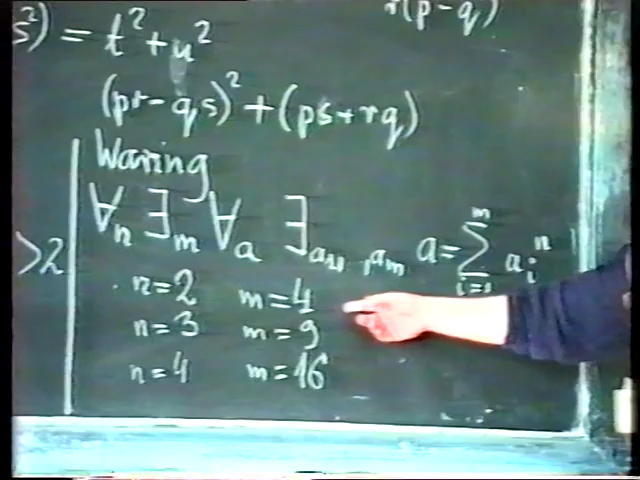 s²) = t² + u²
r(p-q)
(pr-qs)² + (ps+rq)
Waring
∀n ∃m ∀a ∃a₁, ..., am a = ∑ᵢ₌₁ᵐ aᵢⁿ
>2
n=2 m=4
n=3 m=9
n=4 m=16